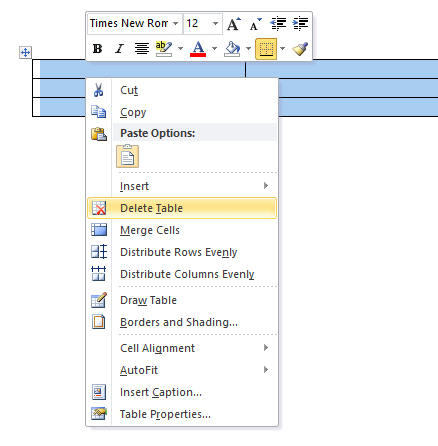 Times New Rom 12 A A
B I ab A
Cut
Copy
Paste Options:
Insert
Delete Table
Merge Cells
Distribute Rows Evenly
Distribute Columns Evenly
Draw Table
Borders and Shading...
Cell Alignment
AutoFit
Insert Caption...
Table Properties...